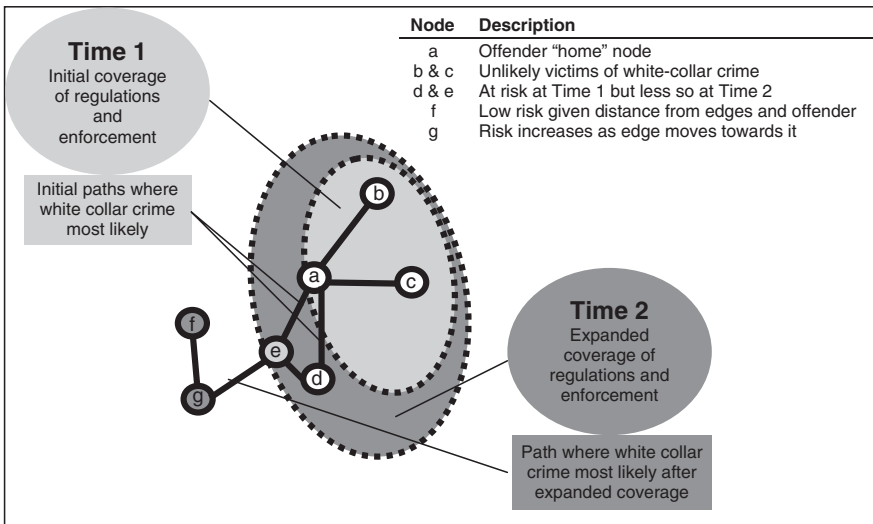 Time 1
Initial coverage
of regulations
and
enforcement
Initial paths where
white collar crime
most likely
Node Description
a Offender “home” node
b & c Unlikely victims of white-collar crime
d & e At risk at Time 1 but less so at Time 2
f Low risk given distance from edges and offender
g Risk increases as edge moves towards it
b
a
c
f
e
d
g
Time 2
Expanded
coverage of
regulations and
enforcement
Path where white collar
crime most likely after
expanded coverage